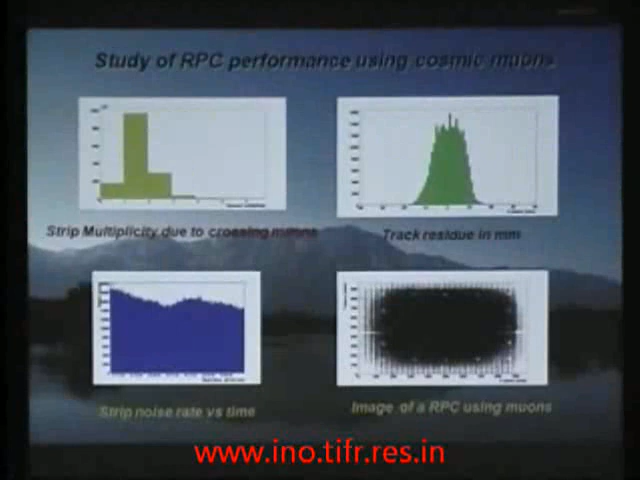 Study of RPC performance using cosmic muons
Strip Multiplicity due to crossing muons
Track residue in mm
Strip noise rate vs time
Image of a RPC using muons
www.ino.tifr.res.in